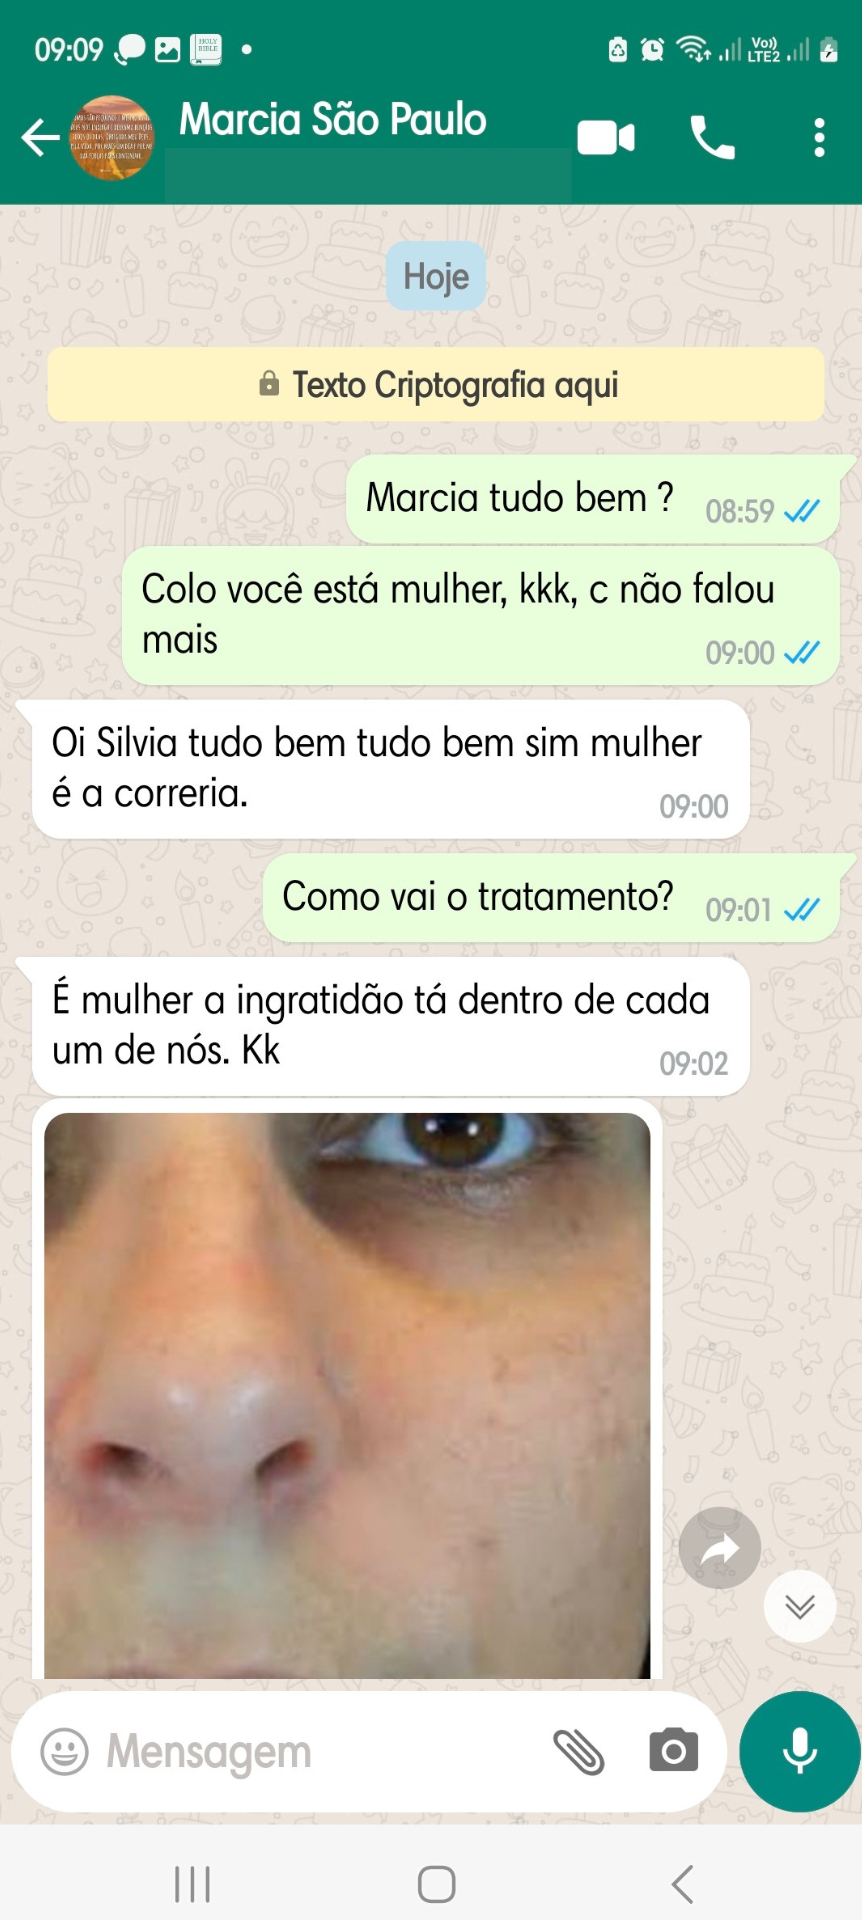 09:09
HOLY
BIBLE
Vo))
LTE2
Marcia São Paulo
Hoje
Texto Criptografia aqui
Marcia tudo bem ? 08:59
Colo você está mulher, kkk, c não falou
mais 09:00
Oi Silvia tudo bem tudo bem sim mulher
é a correria. 09:00
Como vai o tratamento? 09:01
É mulher a ingratidão tá dentro de cada
um de nós. Kk 09:02
Mensagem